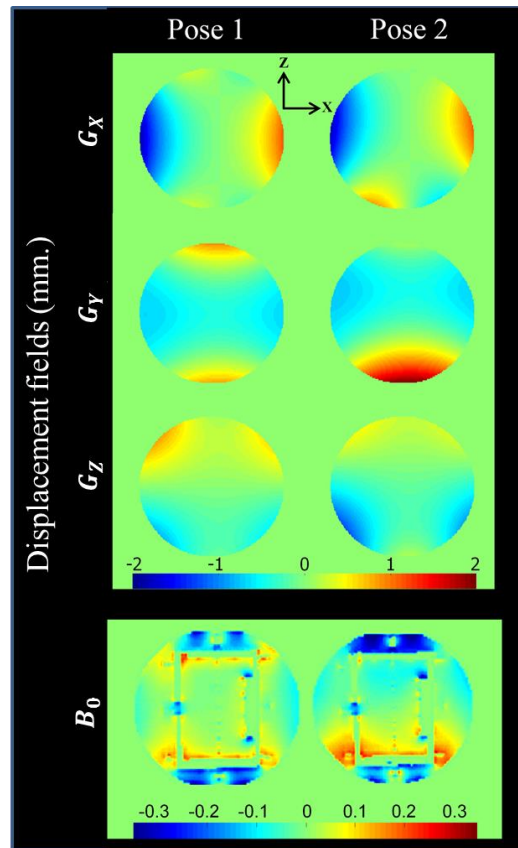 Pose 1 Pose 2
z
x
G_X
G_Y
G_Z
Displacement fields (mm.)
-2 -1 0 1 2
B_0
-0.3 -0.2 -0.1 0 0.1 0.2 0.3